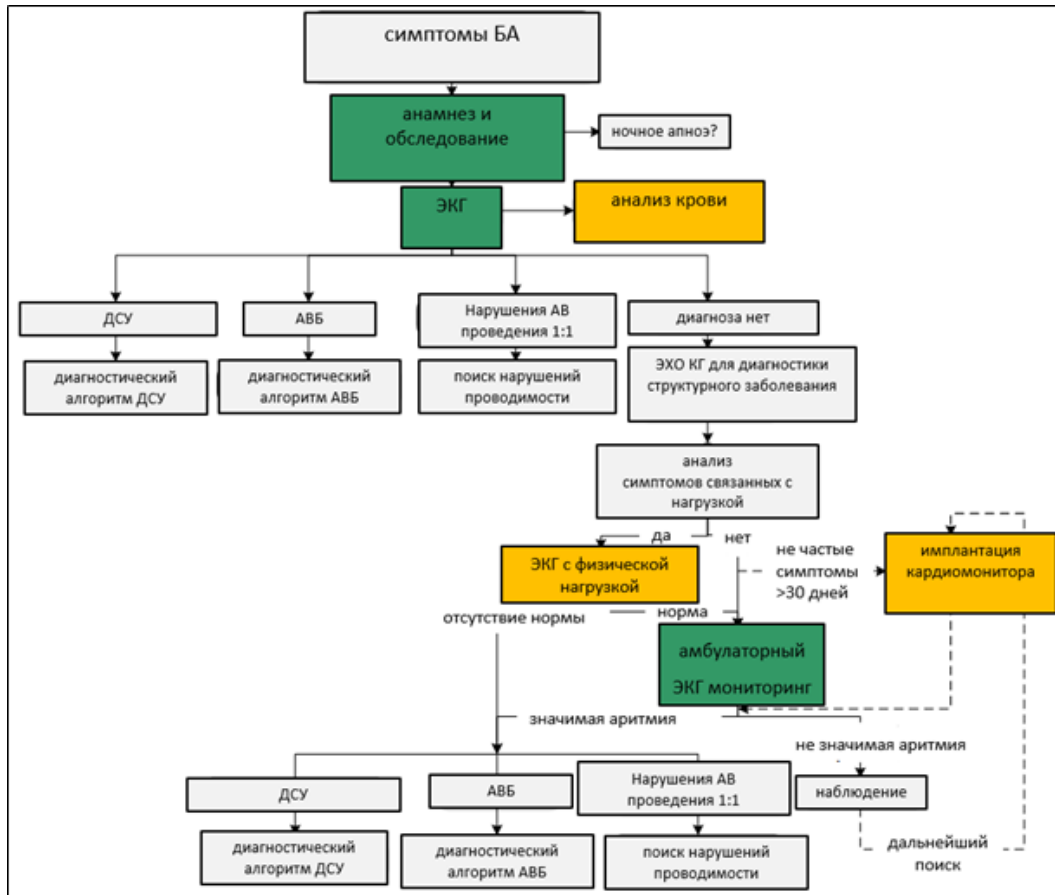 симптомы БА
анамнез и
обследование
ночное апноэ?
ЭКГ
анализ крови
ДСУ
АВБ
Нарушения АВ
проведения 1:1
диагноза нет
диагностический
алгоритм ДСУ
диагностический
алгоритм АВБ
поиск нарушений
проводимости
ЭХО КГ для диагностики
структурного заболевания
анализ
симптомов связанных с
нагрузкой
да
нет
ЭКГ с физической
нагрузкой
не частые
симптомы
>30 дней
имплантация
кардиомонитора
отсутствие нормы
норма
амбулаторный
ЭКГ мониторинг
значимая аритмия
не значимая аритмия
ДСУ
АВБ
Нарушения АВ
проведения 1:1
наблюдение
диагностический
алгоритм ДСУ
диагностический
алгоритм АВБ
поиск нарушений
проводимости
дальнейший
поиск